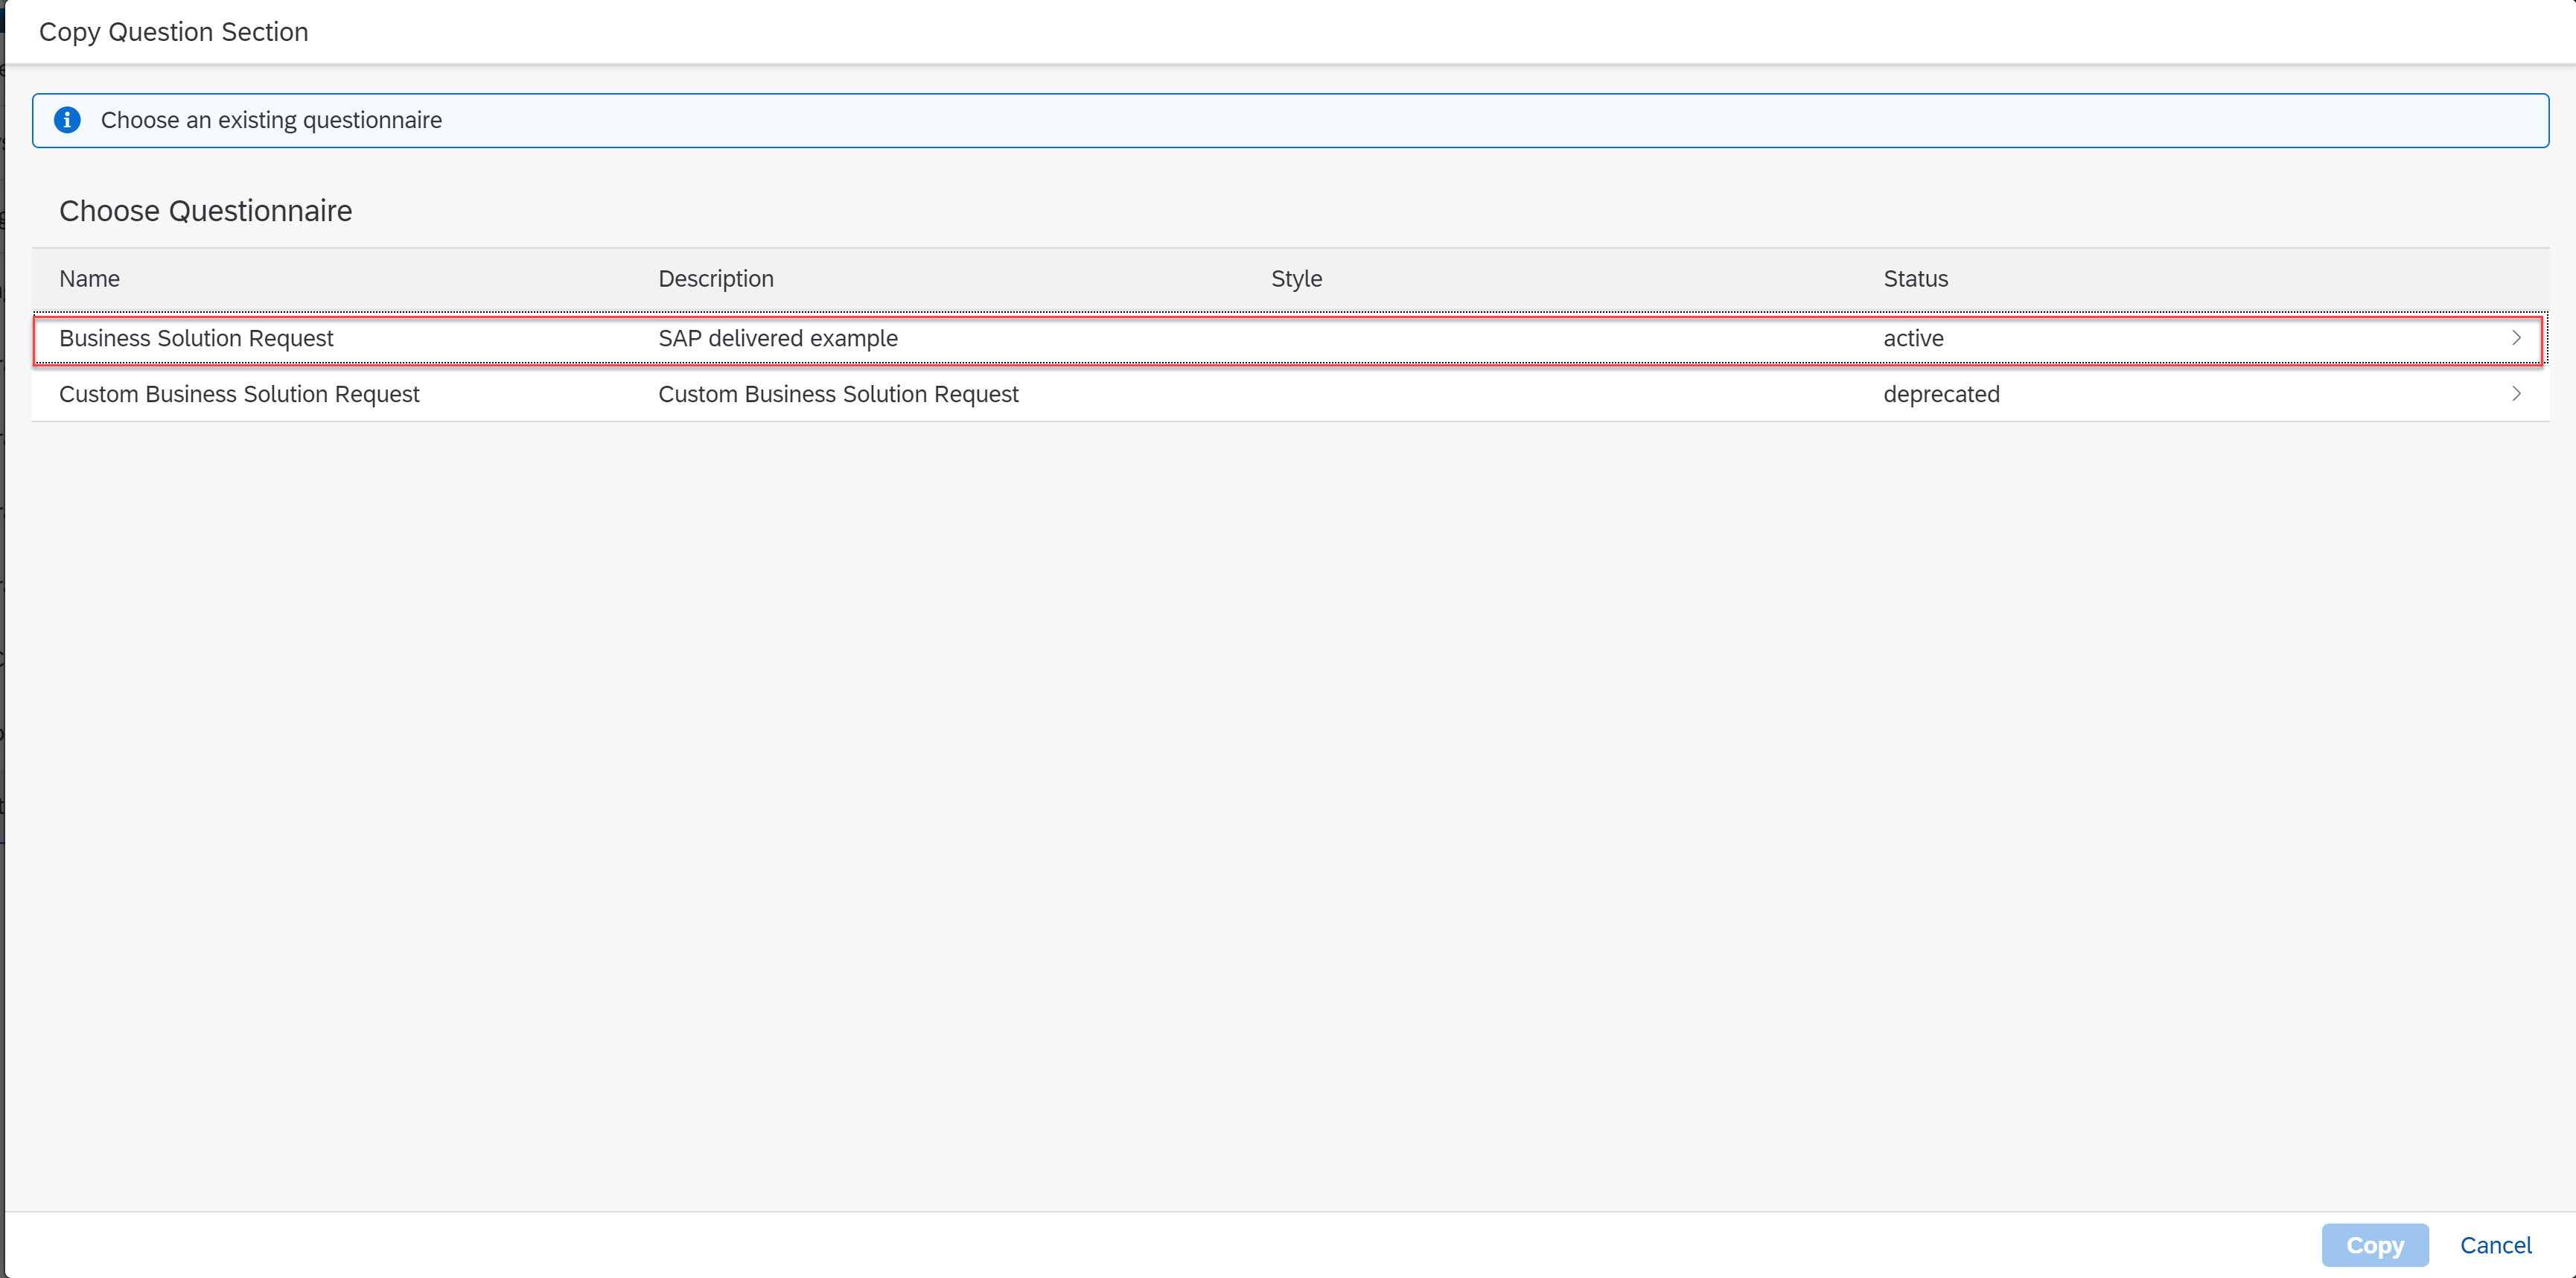 Copy Question Section
Choose an existing questionnaire
Choose Questionnaire
Name Description Style Status
Business Solution Request SAP delivered example active
Custom Business Solution Request Custom Business Solution Request deprecated
Copy Cancel